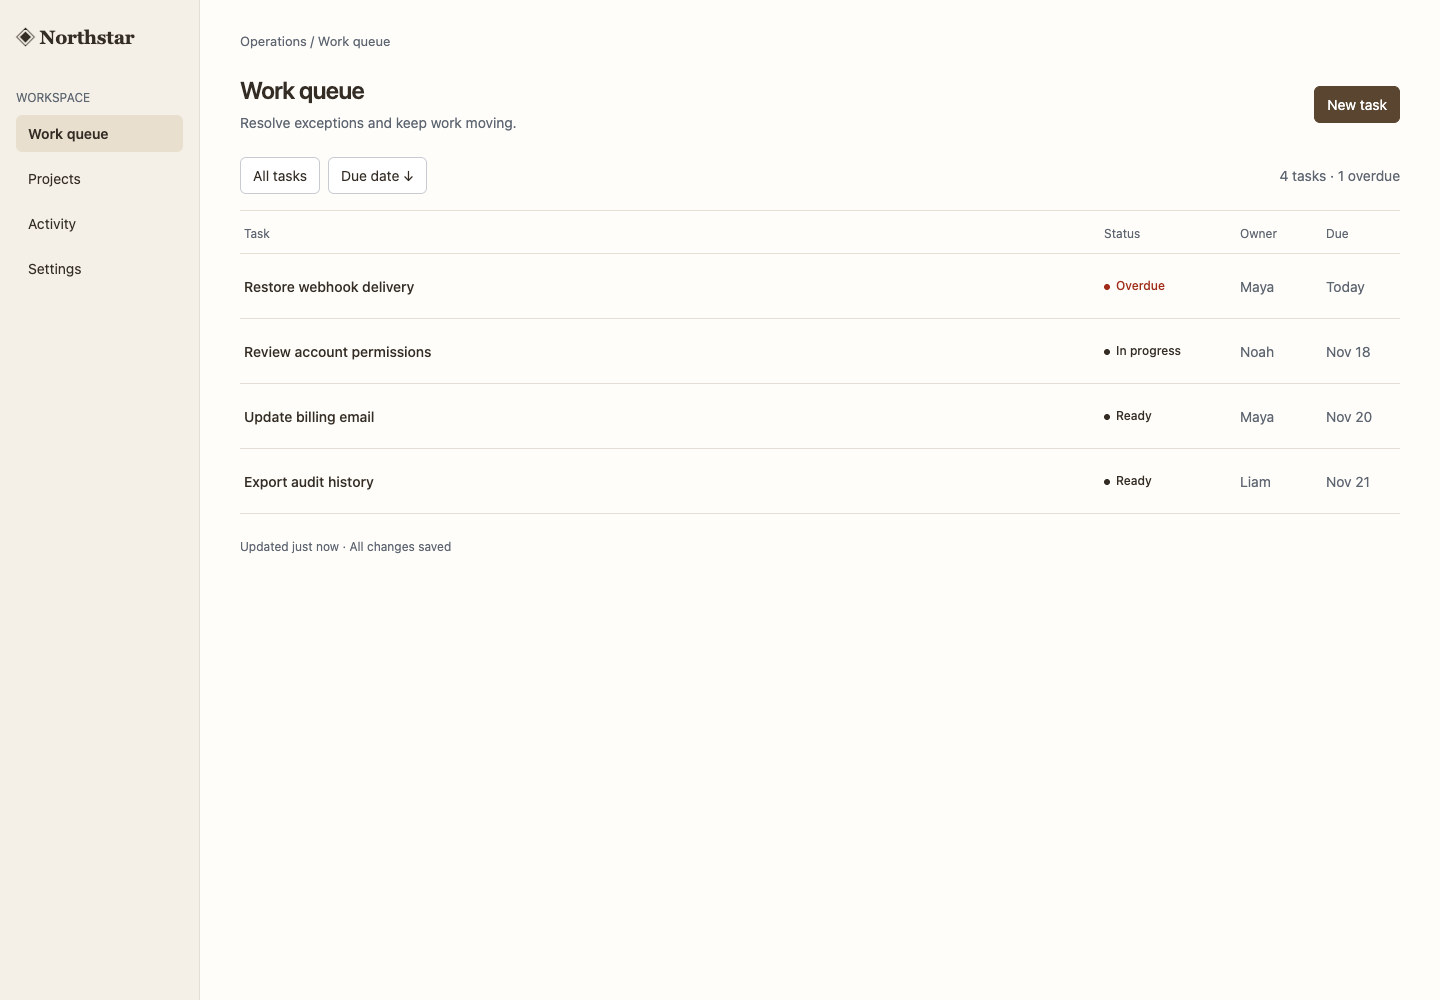 Northstar
WORKSPACE
Work queue
Projects
Activity
Settings
Operations / Work queue
Work queue
Resolve exceptions and keep work moving.
New task
All tasks
Due date ↓
4 tasks · 1 overdue
Task Status Owner Due
Restore webhook delivery Overdue Maya Today
Review account permissions In progress Noah Nov 18
Update billing email Ready Maya Nov 20
Export audit history Ready Liam Nov 21
Updated just now · All changes saved